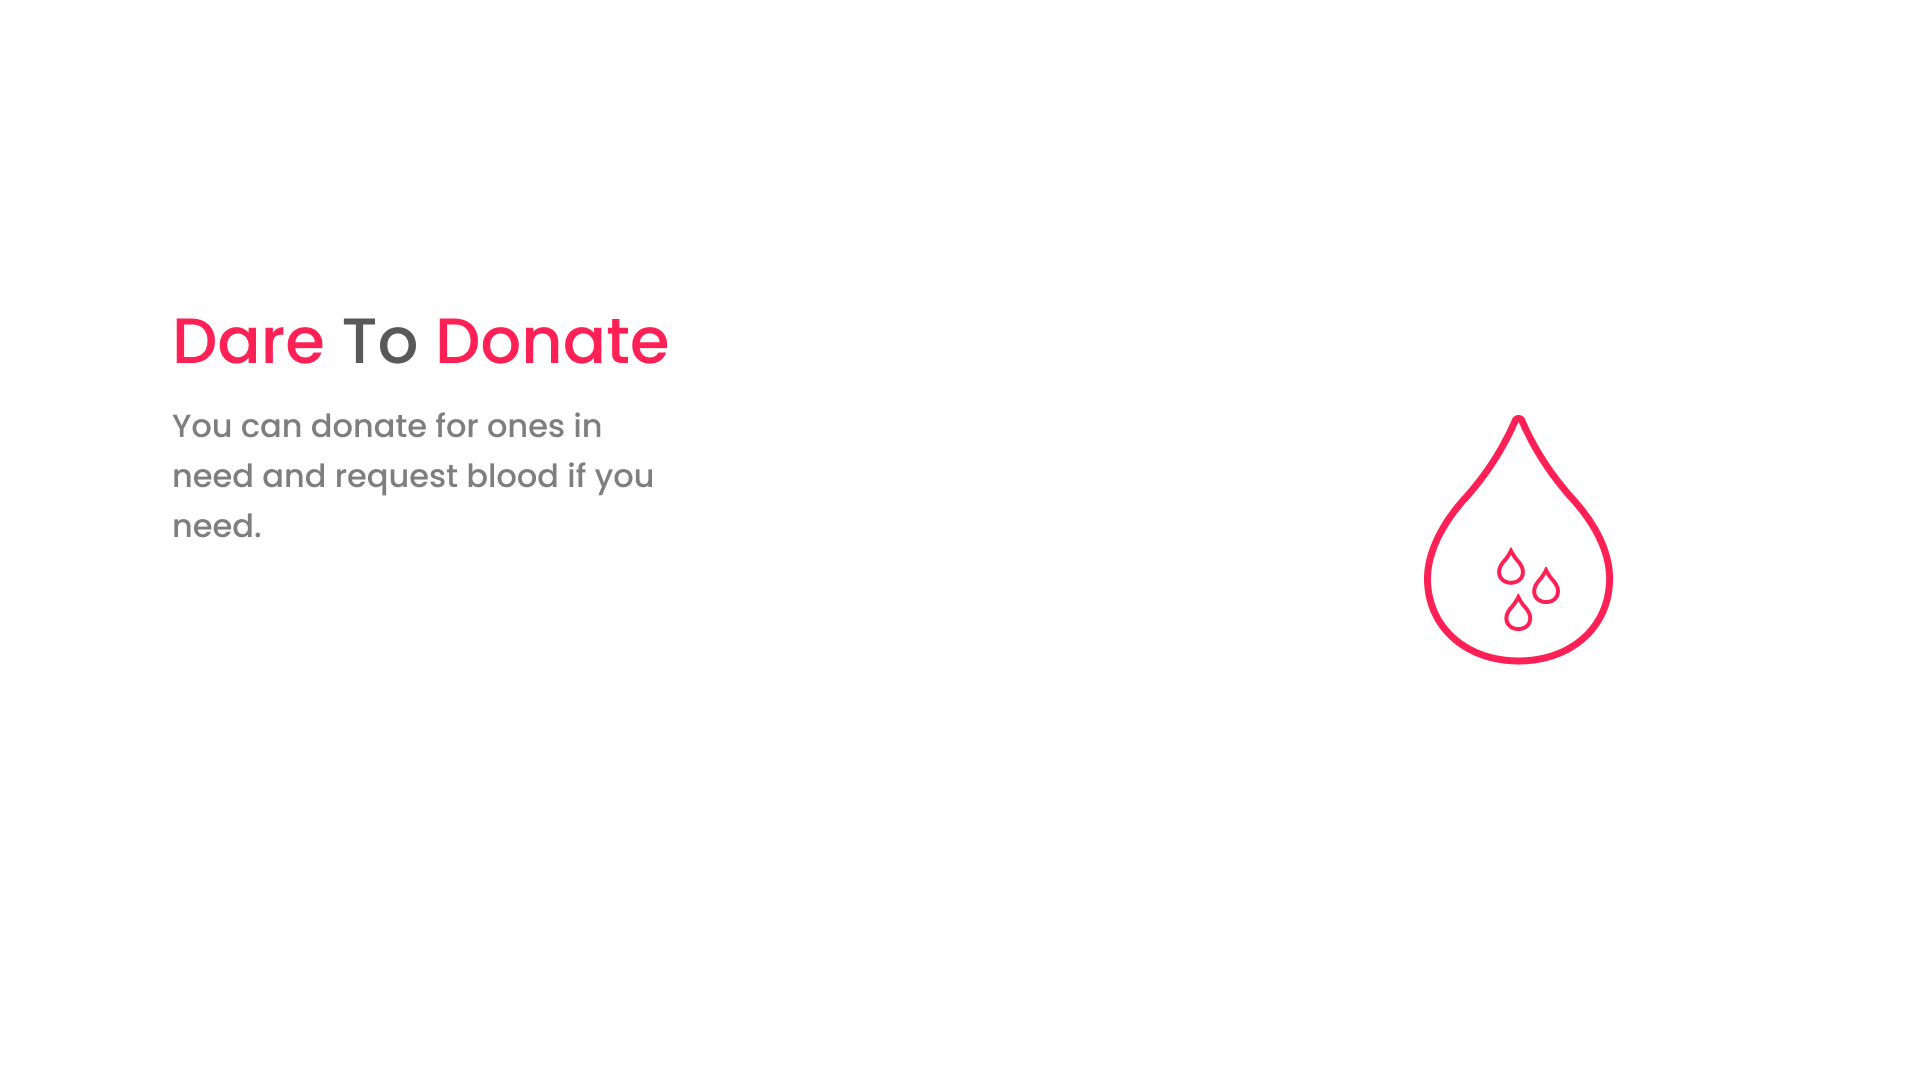 Dare To Donate
You can donate for ones in
need and request blood if you
need.